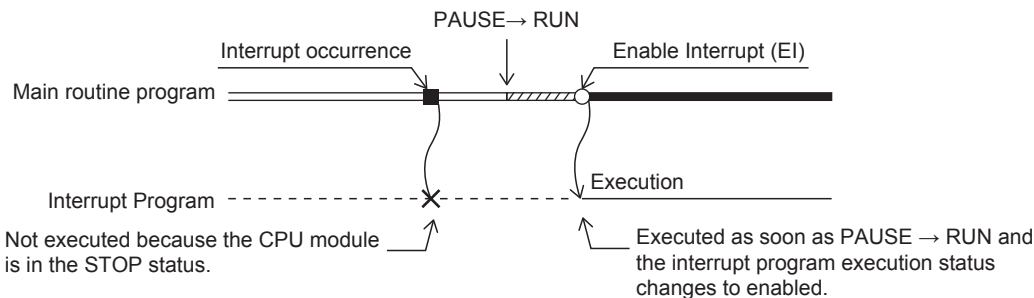 PAUSE→ RUN
Interrupt occurrence
Enable Interrupt (EI)
Main routine program
Execution
Interrupt Program
Not executed because the CPU module
is in the STOP status.
Executed as soon as PAUSE → RUN and
the interrupt program execution status
changes to enabled.